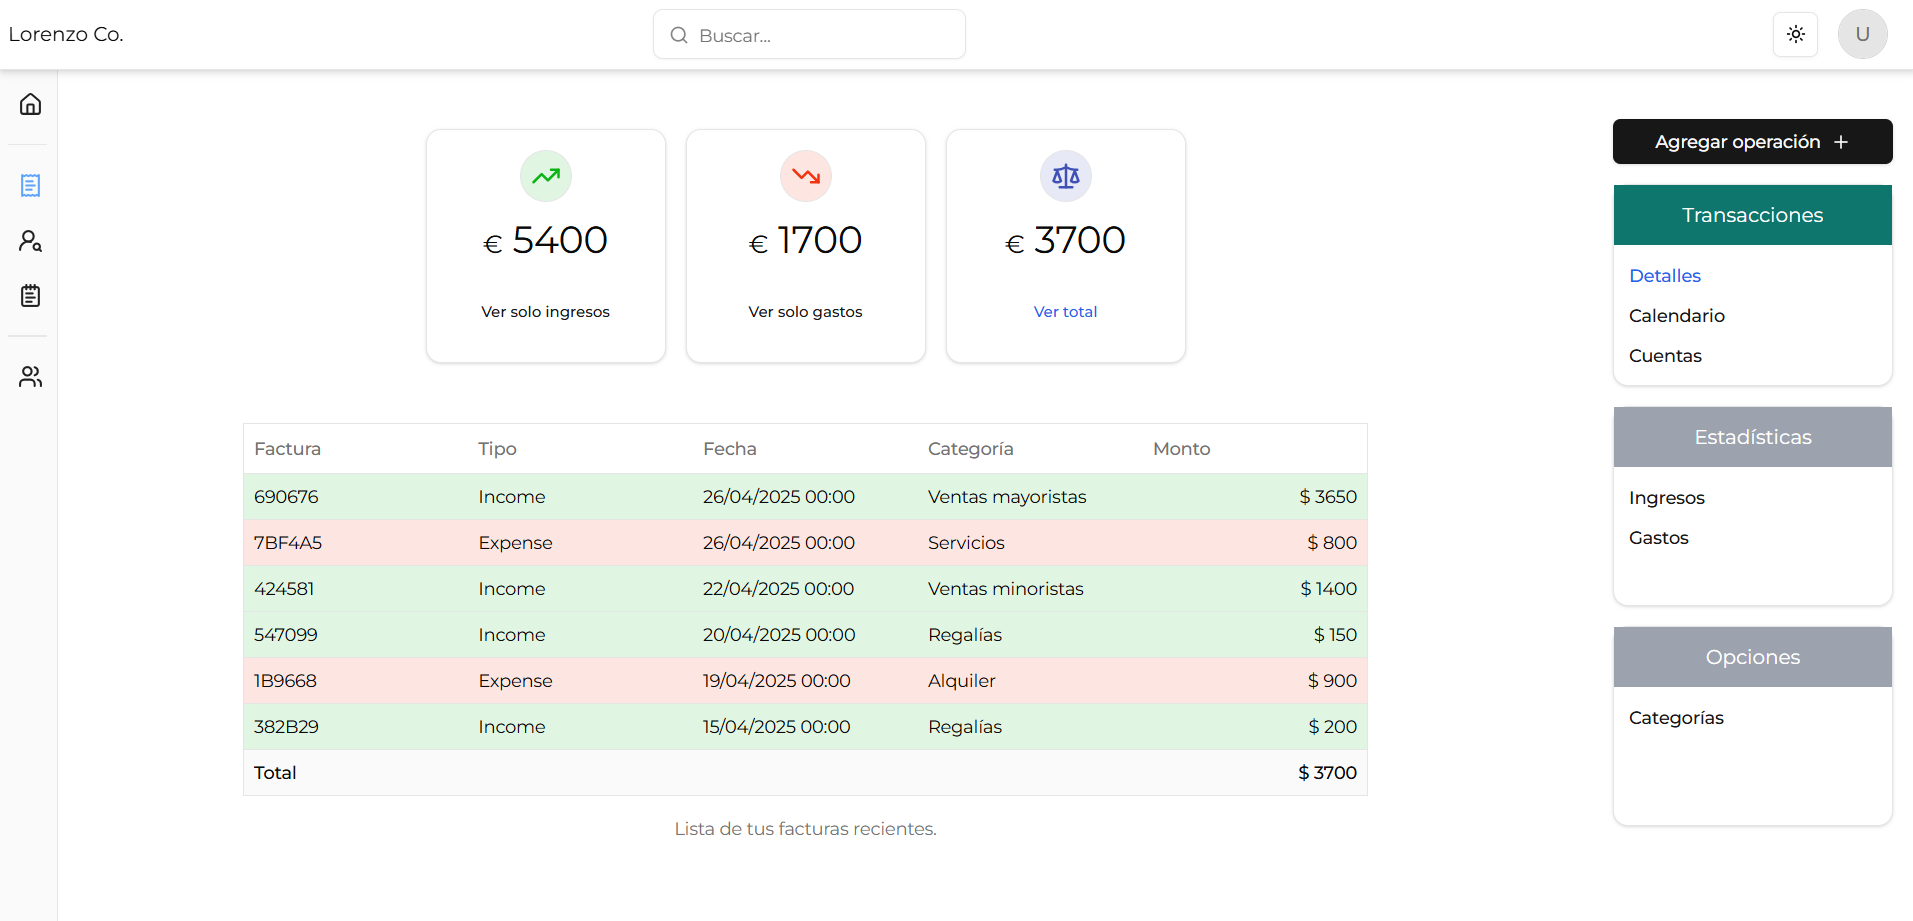 Lorenzo Co.
Buscar...
U
€ 5400
Ver solo ingresos
€ 1700
Ver solo gastos
€ 3700
Ver total
Factura Tipo Fecha Categoría Monto
690676 Income 26/04/2025 00:00 Ventas mayoristas $ 3650
7BF4A5 Expense 26/04/2025 00:00 Servicios $ 800
424581 Income 22/04/2025 00:00 Ventas minoristas $ 1400
547099 Income 20/04/2025 00:00 Regalías $ 150
1B9668 Expense 19/04/2025 00:00 Alquiler $ 900
382B29 Income 15/04/2025 00:00 Regalías $ 200
Total $ 3700
Lista de tus facturas recientes.
Agregar operación +
Transacciones
Detalles
Calendario
Cuentas
Estadísticas
Ingresos
Gastos
Opciones
Categorías